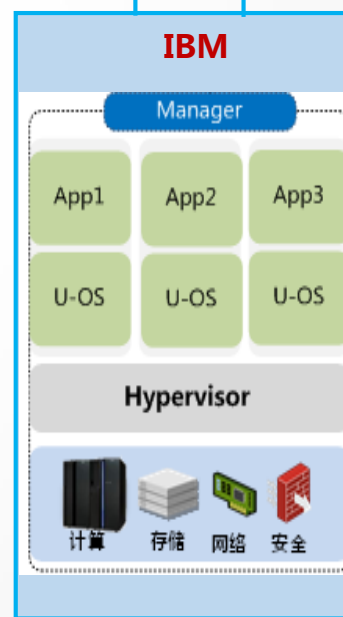 IBM
Manager
App1 App2 App3
U-OS U-OS U-OS
Hypervisor
计算 存储 网络 安全